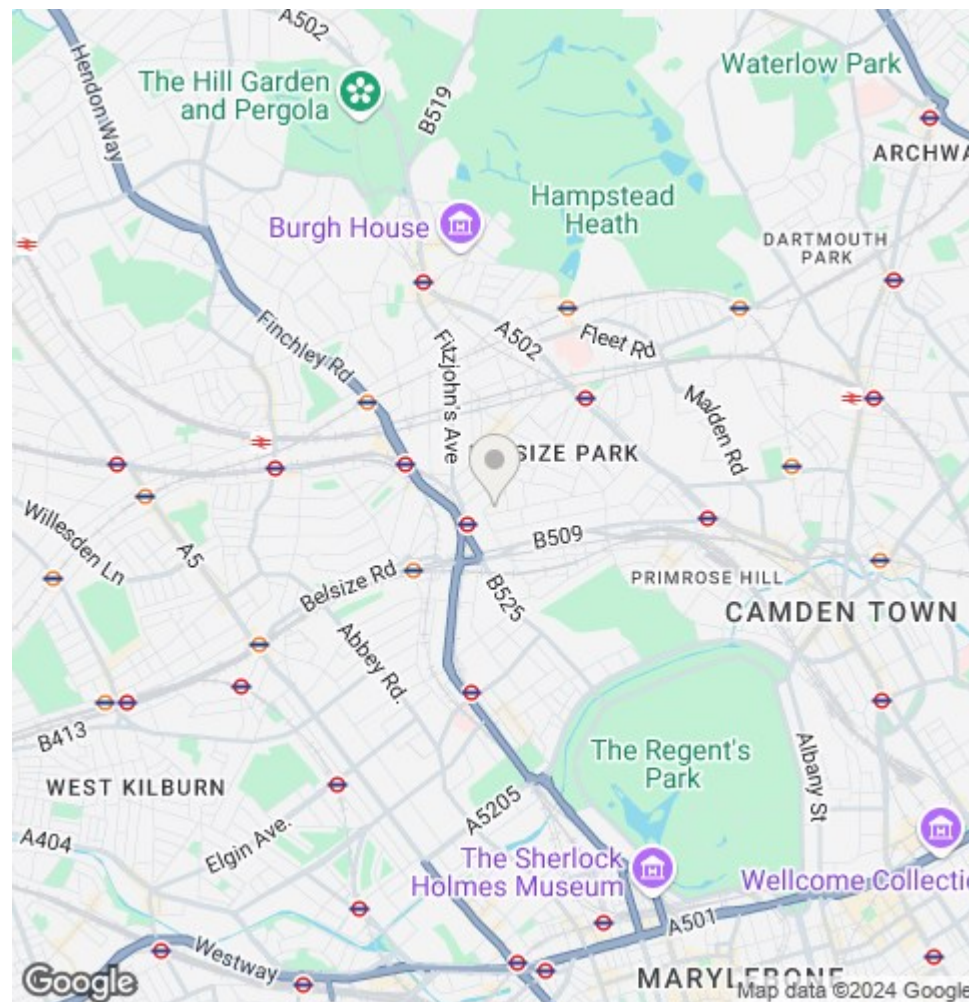 A502
Hendon Way
The Hill Garden
and Pergola
B519
Waterlow Park
ARCHWA
Burgh House
Hampstead
Heath
DARTMOUTH
PARK
Finchley Rd
Fitzjohn's Ave
A502
Fleet Rd
Malden Rd
SIZE PARK
Willesden Ln
A5
B509
Belsize Rd
B525
PRIMROSE HILL
CAMDEN TOWN
Abbey Rd.
B413
WEST KILBURN
The Regent's
Park
Albany St
A5205
A404
Elgin Ave.
The Sherlock
Holmes Museum
Wellcome Collectio
A501
Westway
MARYLEBONE
Google
Map data ©2024 Google